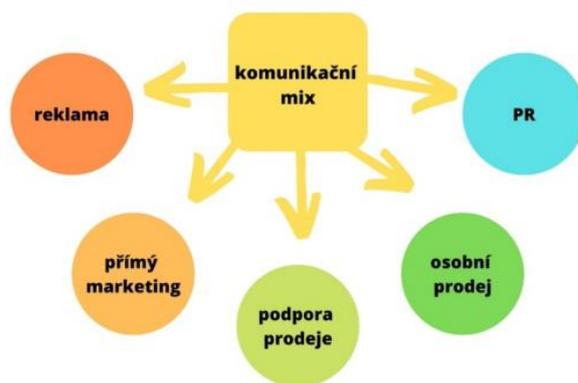 komunikační
mix
reklama
PR
přímý
marketing
osobní
prodej
podpora
prodeje